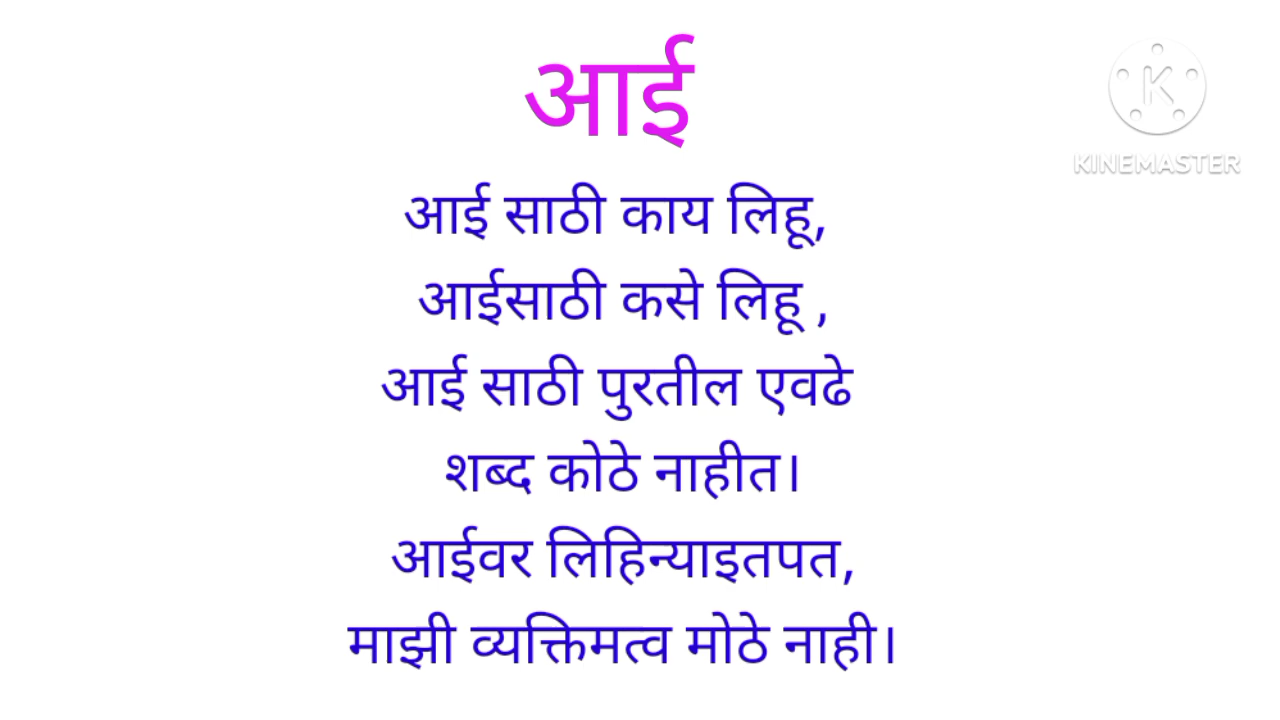 आई
KINEMASTER
आई साठी काय लिहू,
आईसाठी कसे लिहू ,
आई साठी पुरतील एवढे
शब्द कोठे नाहीत।
आईवर लिहिन्याइतपत,
माझी व्यक्तिमत्व मोठे नाही।